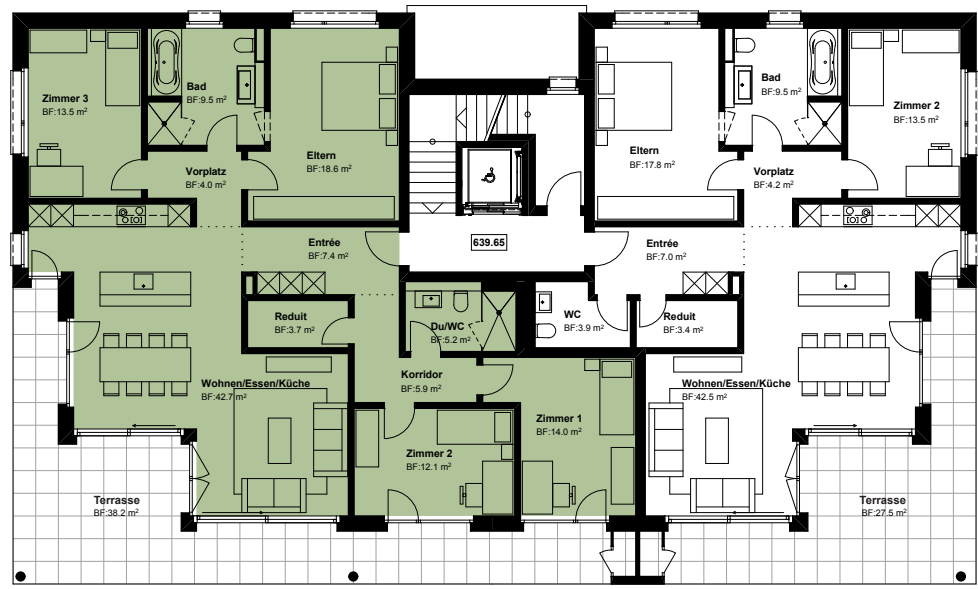 Zimmer 3
BF:13.5 m²
Bad
BF:9.5 m²
Eltern
BF:18.6 m²
Vorplatz
BF:4.0 m²
Entrée
BF:7.4 m²
Reduit
BF:3.7 m²
Du/WC
BF:5.2 m²
Korridor
BF:5.9 m²
Wohnen/Essen/Küche
BF:42.7 m²
Zimmer 2
BF:12.1 m²
Zimmer 1
BF:14.0 m²
Terrasse
BF:38.2 m²
639.65
Eltern
BF:17.8 m²
Bad
BF:9.5 m²
Zimmer 2
BF:13.5 m²
Vorplatz
BF:4.2 m²
Entrée
BF:7.0 m²
WC
BF:3.9 m²
Reduit
BF:3.4 m²
Wohnen/Essen/Küche
BF:42.5 m²
Terrasse
BF:27.5 m²